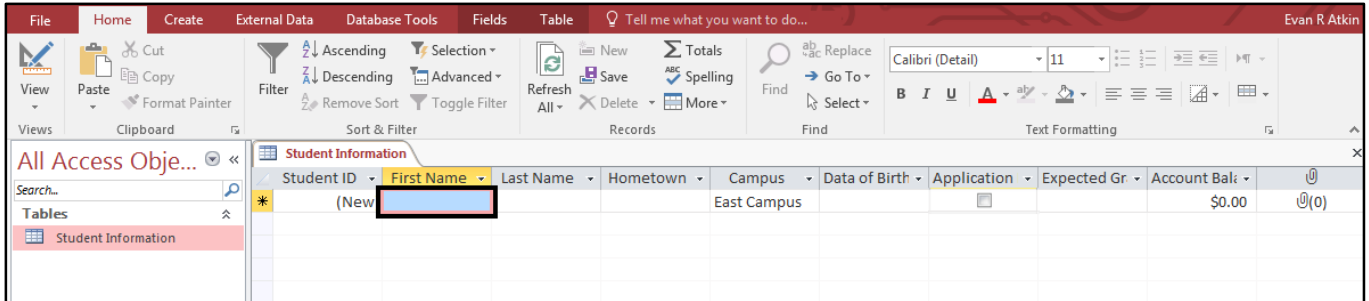 File Home Create External Data Database Tools Fields Table Tell me what you want to do... Evan R Atkin
View
Views
Paste
Cut
Copy
Format Painter
Clipboard
Filter
Ascending
Descending
Remove Sort
Selection
Advanced
Toggle Filter
Sort & Filter
Refresh
All
New
Save
Delete
Totals
Spelling
More
Records
Find
Replace
Go To
Select
Find
Calibri (Detail) 11
B I U A
Text Formatting
All Access Obje...
Search...
Tables
Student Information
Student Information
Student ID First Name Last Name Hometown Campus Data of Birth Application Expected Gr Account Bala
(New East Campus $0.00 (0)